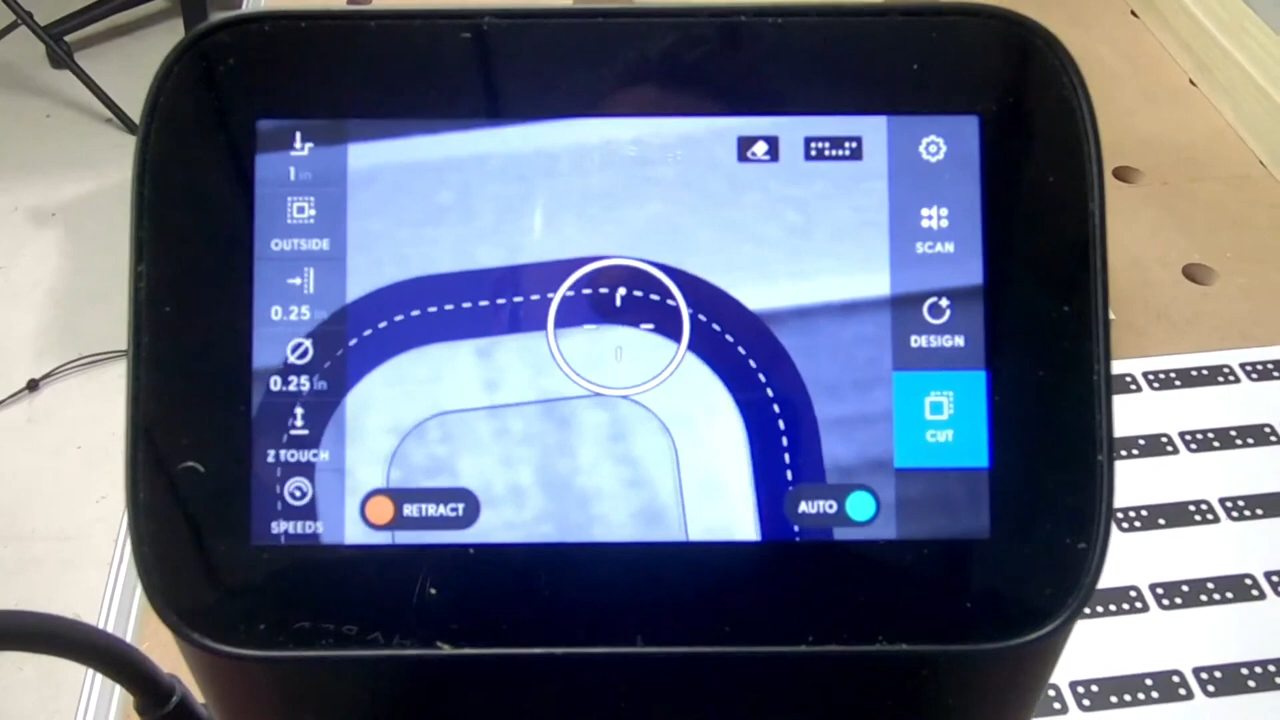 1 in
OUTSIDE
0.25 in
0.25 in
Z TOUCH
SPEEDS
RETRACT
AUTO
SCAN
DESIGN
CUT